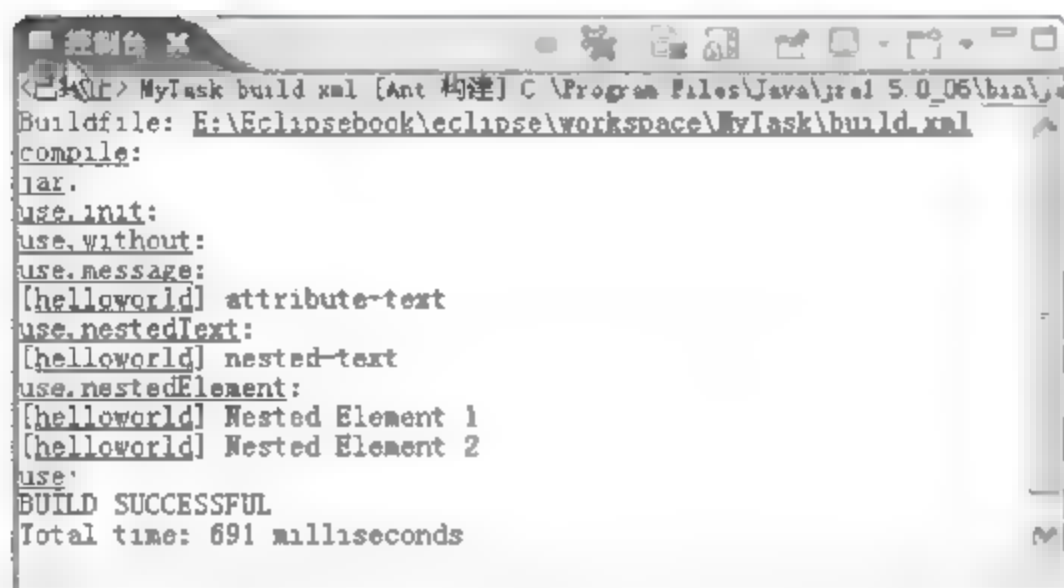 控制台
<已终止> MyTask build xml [Ant 构建] C \Program Files\Java\jre1 5.0_06\bin\ja
Buildfile: E:\Eclipsebook\eclipse\workspace\MyTask\build.xml
compile:
jar.
use.init:
use.without:
use.message:
[helloworld] attribute-text
use.nestedText:
[helloworld] nested-text
use.nestedElement:
[helloworld] Nested Element 1
[helloworld] Nested Element 2
use:
BUILD SUCCESSFUL
Total time: 691 milliseconds